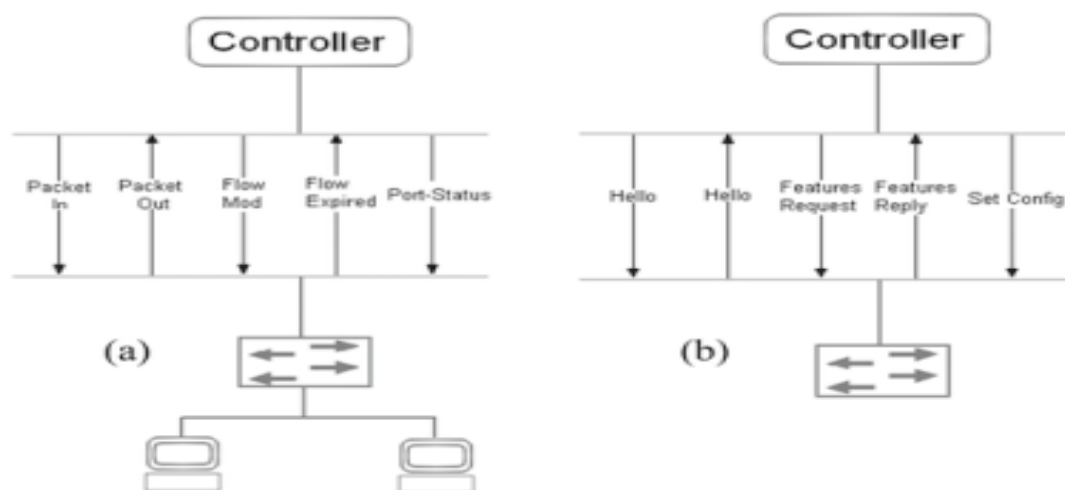 Controller
Packet
In
Packet
Out
Flow
Mod
Flow
Expired
Port-Status
(a)
Controller
Hello
Hello
Features
Request
Features
Reply
Set Config
(b)